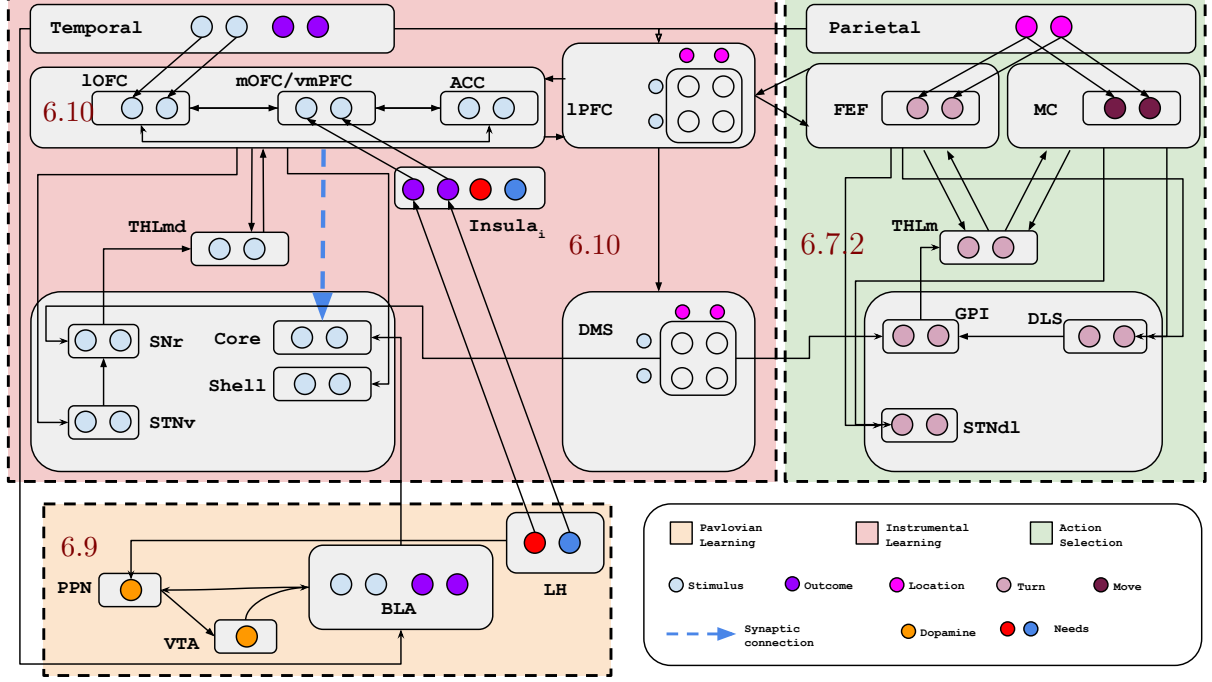 Temporal
Parietal
lOFC
mOFC/vmPFC
ACC
6.10
lPFC
FEF
MC
Insulaᵢ
THLmd
6.10
6.7.2
THLm
SNr
Core
Shell
STNv
DMS
GPI
DLS
STNdl
6.9
PPN
VTA
BLA
LH
Pavlovian
Learning
Instrumental
Learning
Action
Selection
Stimulus
Outcome
Location
Turn
Move
Synaptic
connection
Dopamine
Needs